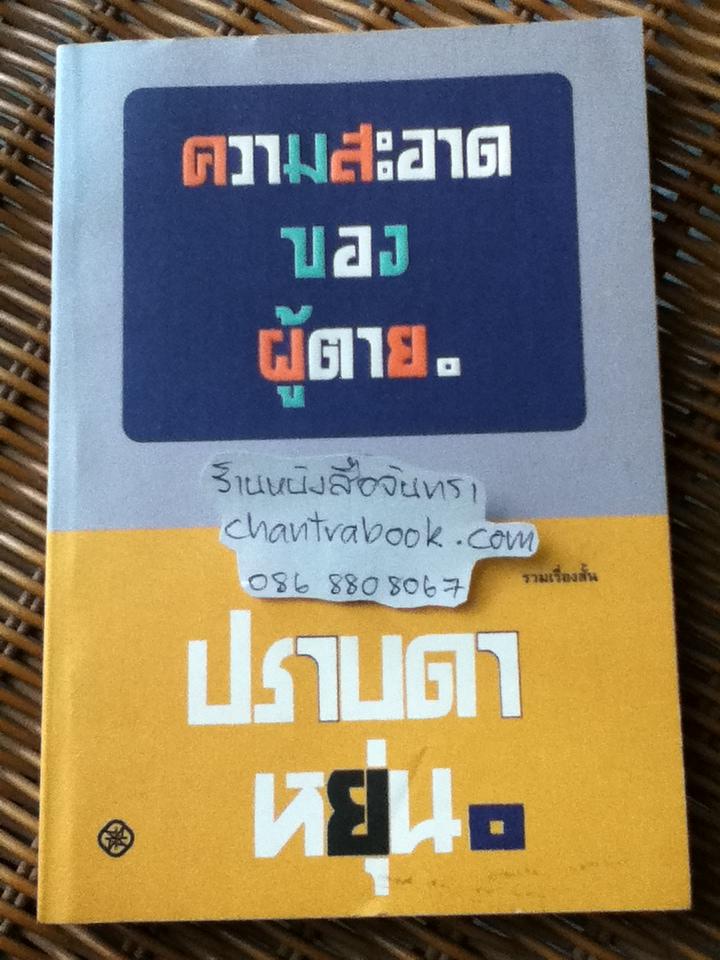 ความสะอาด
ของ
ผู้ตาย.
ร้านหนังสือจันทรา
chantrabook.com
086 8808067
รวมเรื่องสั้น
ปราบดา
หยุ่น.